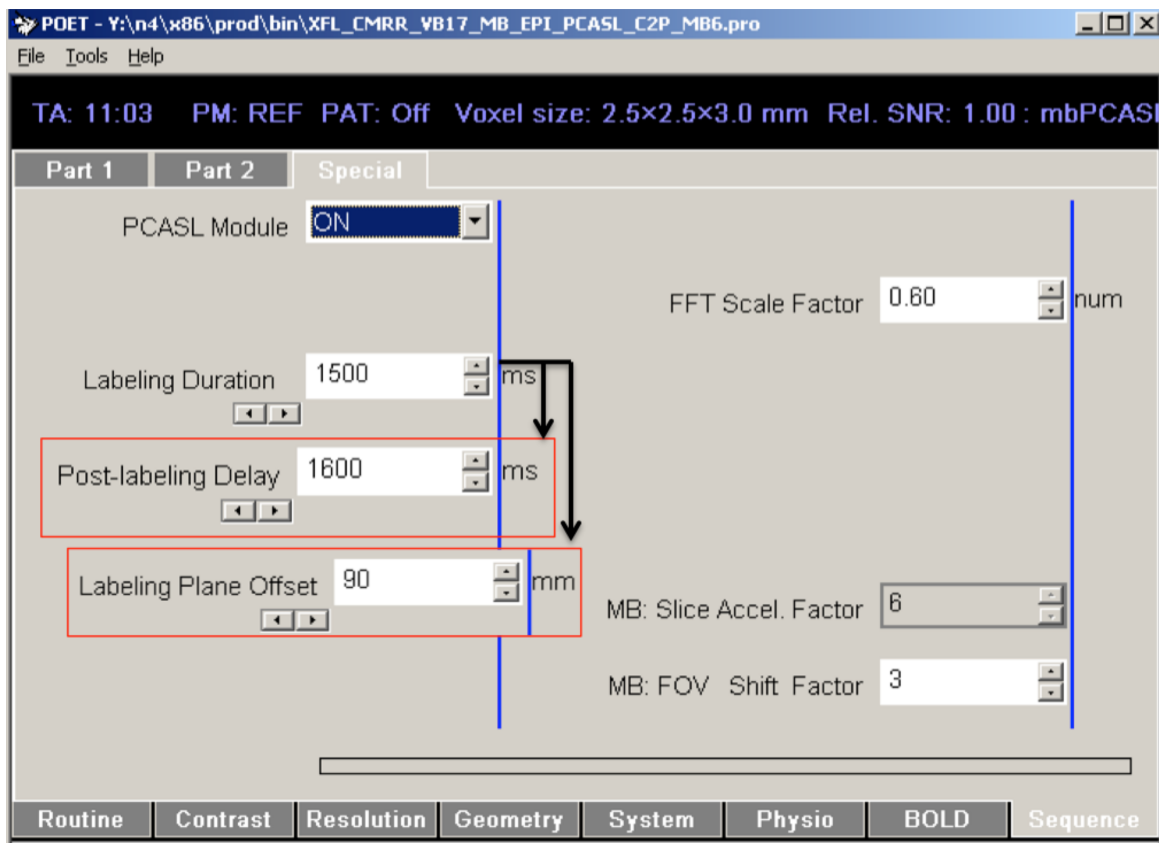 POET - Y:\n4\x86\prod\bin\XFL_CMRR_VB17_MB_EPI_PCASL_C2P_MB6.pro
File Tools Help
TA: 11:03 PM: REF PAT: Off Voxel size: 2.5×2.5×3.0 mm Rel. SNR: 1.00 : mbPCASI
Part 1 Part 2 Special
PCASL Module ON
FFT Scale Factor 0.60 num
Labeling Duration 1500 ms
Post-labeling Delay 1600 ms
Labeling Plane Offset 90 mm
MB: Slice Accel. Factor 6
MB: FOV Shift Factor 3
Routine Contrast Resolution Geometry System Physio BOLD Sequence